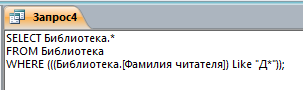 Запрос4
SELECT Библиотека.*
FROM Библиотека
WHERE (((Библиотека.[Фамилия читателя]) Like "Д*"));